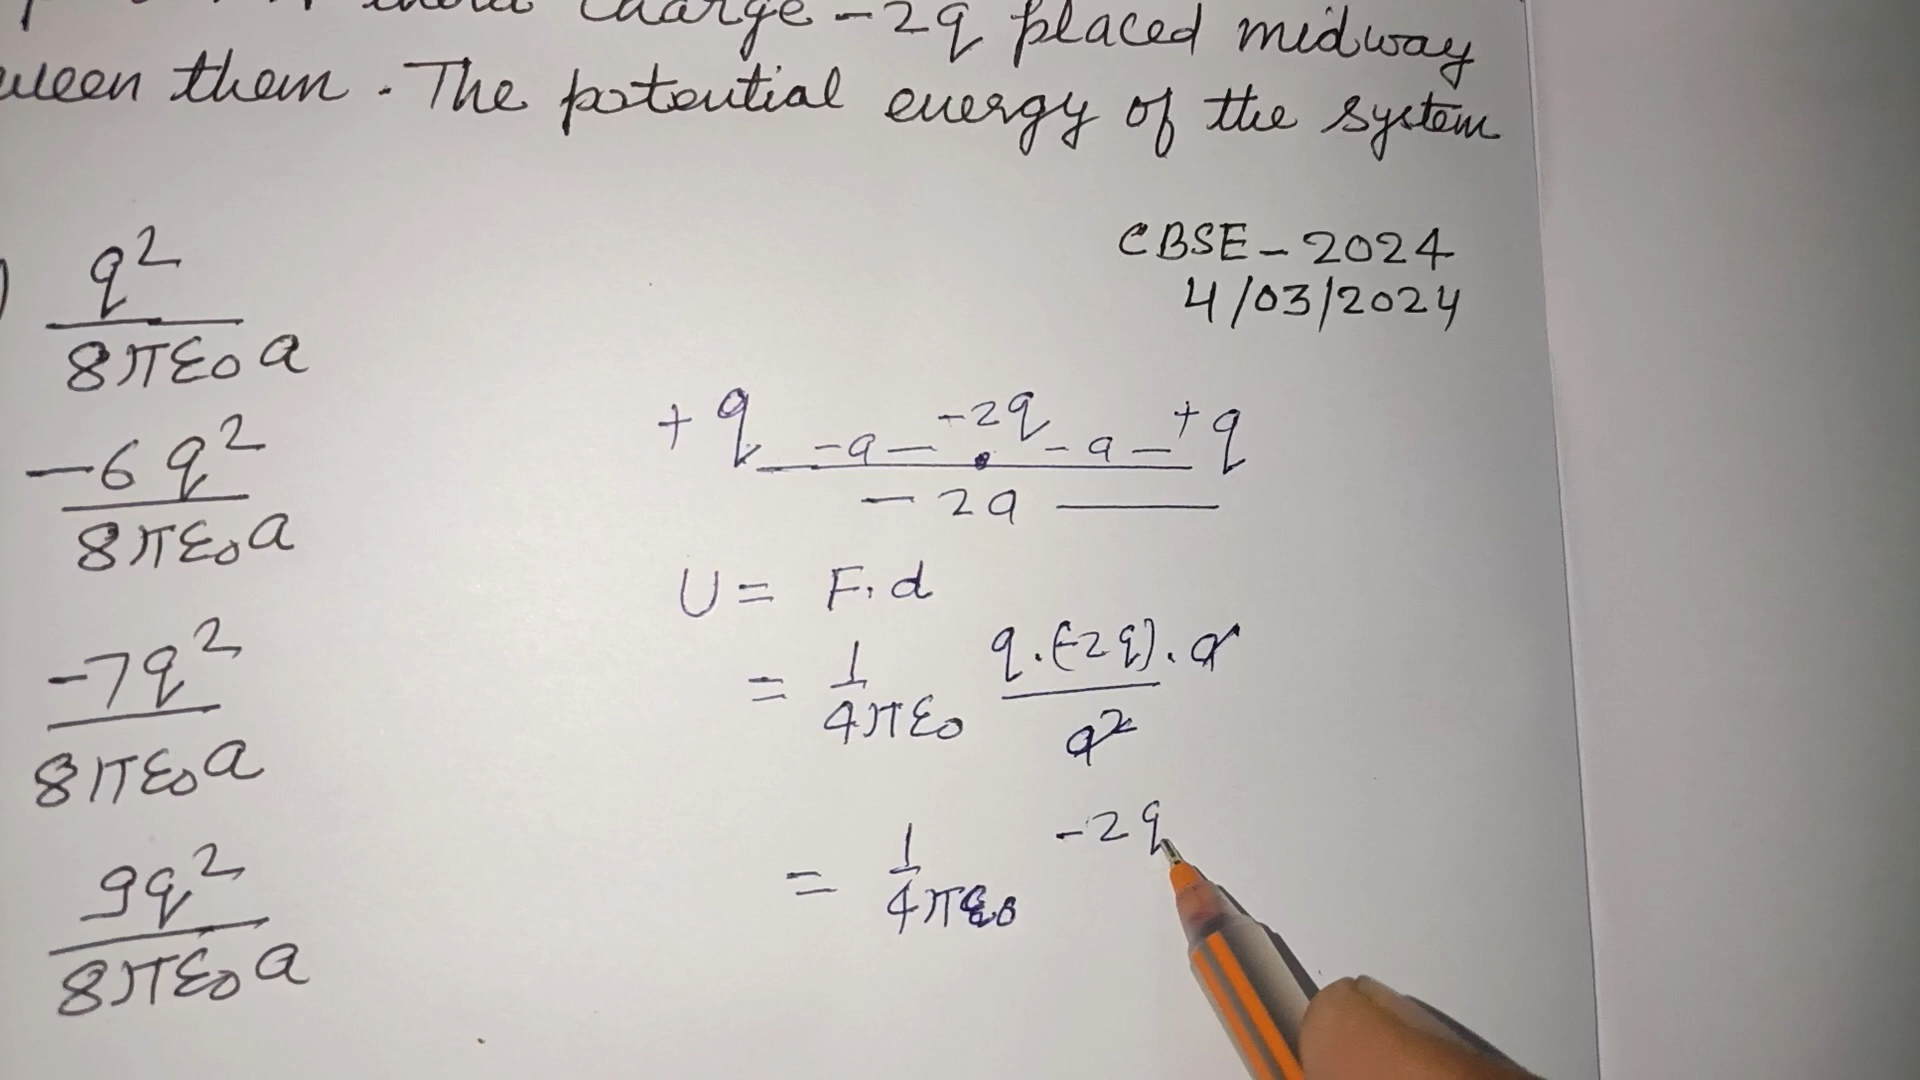 charge - 2q placed midway
ween them. The potential energy of the system
CBSE - 2024
4/03/2024
q²
8πε₀a
-6q²
8πε₀a
-7q²
8πε₀a
9q²
8πε₀a
+q -a- -2q -a- +q
- 2a -
U = F.d
= 1/4πε₀ q.(-2q).a/a²
= 1/4πε₀ -2q